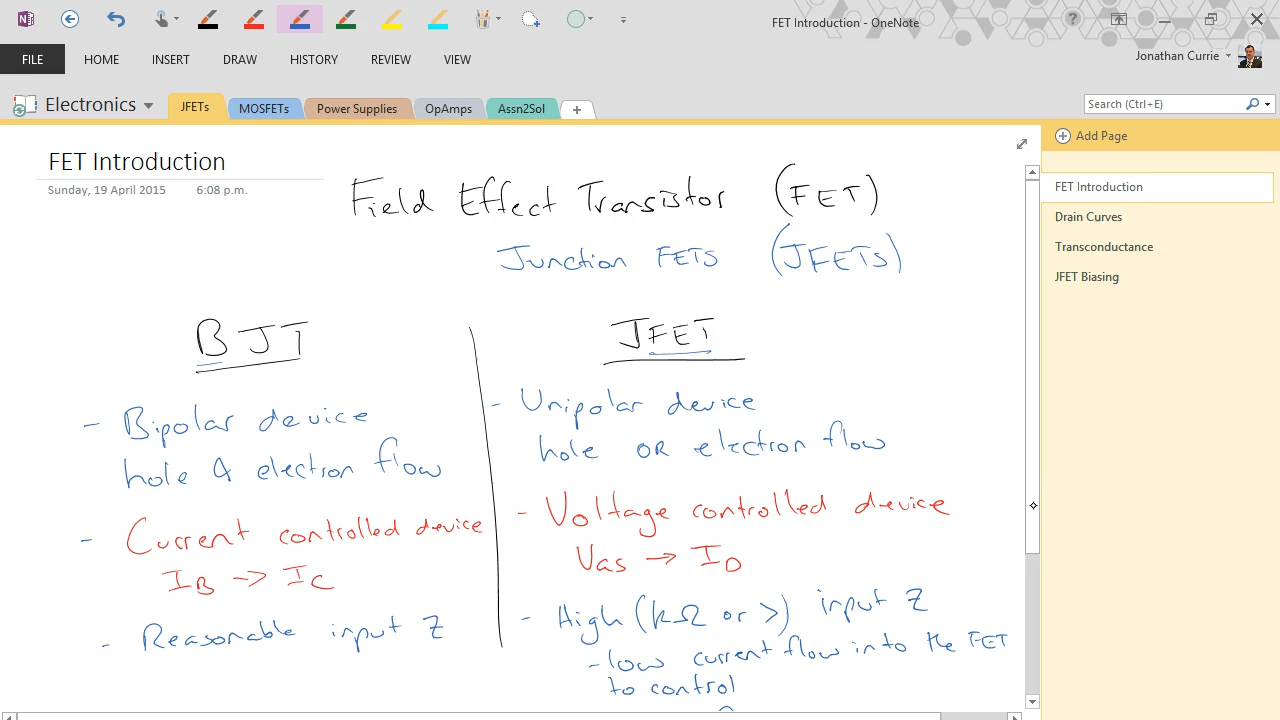 FET Introduction - OneNote
FILE HOME INSERT DRAW HISTORY REVIEW VIEW
Jonathan Currie
Electronics JFETs MOSFETs Power Supplies OpAmps Assn2Sol +
Search (Ctrl+E)
Add Page
FET Introduction
Drain Curves
Transconductance
JFET Biasing
FET Introduction
Sunday, 19 April 2015 6:08 p.m.
Field Effect Transistor (FET)
Junction FETS (JFETS)
BJT
- Bipolar device
hole & electron flow
- Current controlled device
IB -> IC
- Reasonable input Z
JFET
- Unipolar device
hole OR electron flow
- Voltage controlled device
VGS → ID
- High (kΩ or >) input Z
- low current flow into the FET
to control